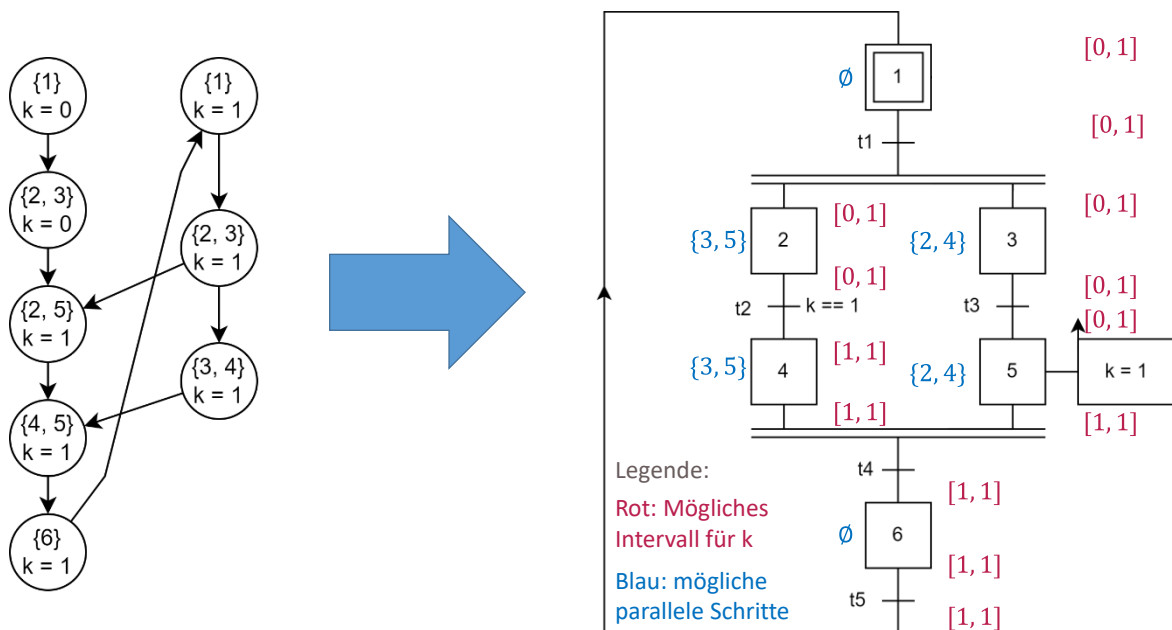 {1}
k = 0
{2, 3}
k = 0
{2, 5}
k = 1
{4, 5}
k = 1
{6}
k = 1
{1}
k = 1
{2, 3}
k = 1
{3, 4}
k = 1
[0, 1]
∅
1
t1
[0, 1]
[0, 1]
{3, 5}
2
[0, 1]
{2, 4}
3
[0, 1]
[0, 1]
t2
k == 1
t3
[0, 1]
{3, 5}
4
[1, 1]
{2, 4}
5
k = 1
[1, 1]
[1, 1]
t4
[1, 1]
∅
6
[1, 1]
t5
[1, 1]
Legende:
Rot: Mögliches
Intervall für k
Blau: mögliche
parallele Schritte